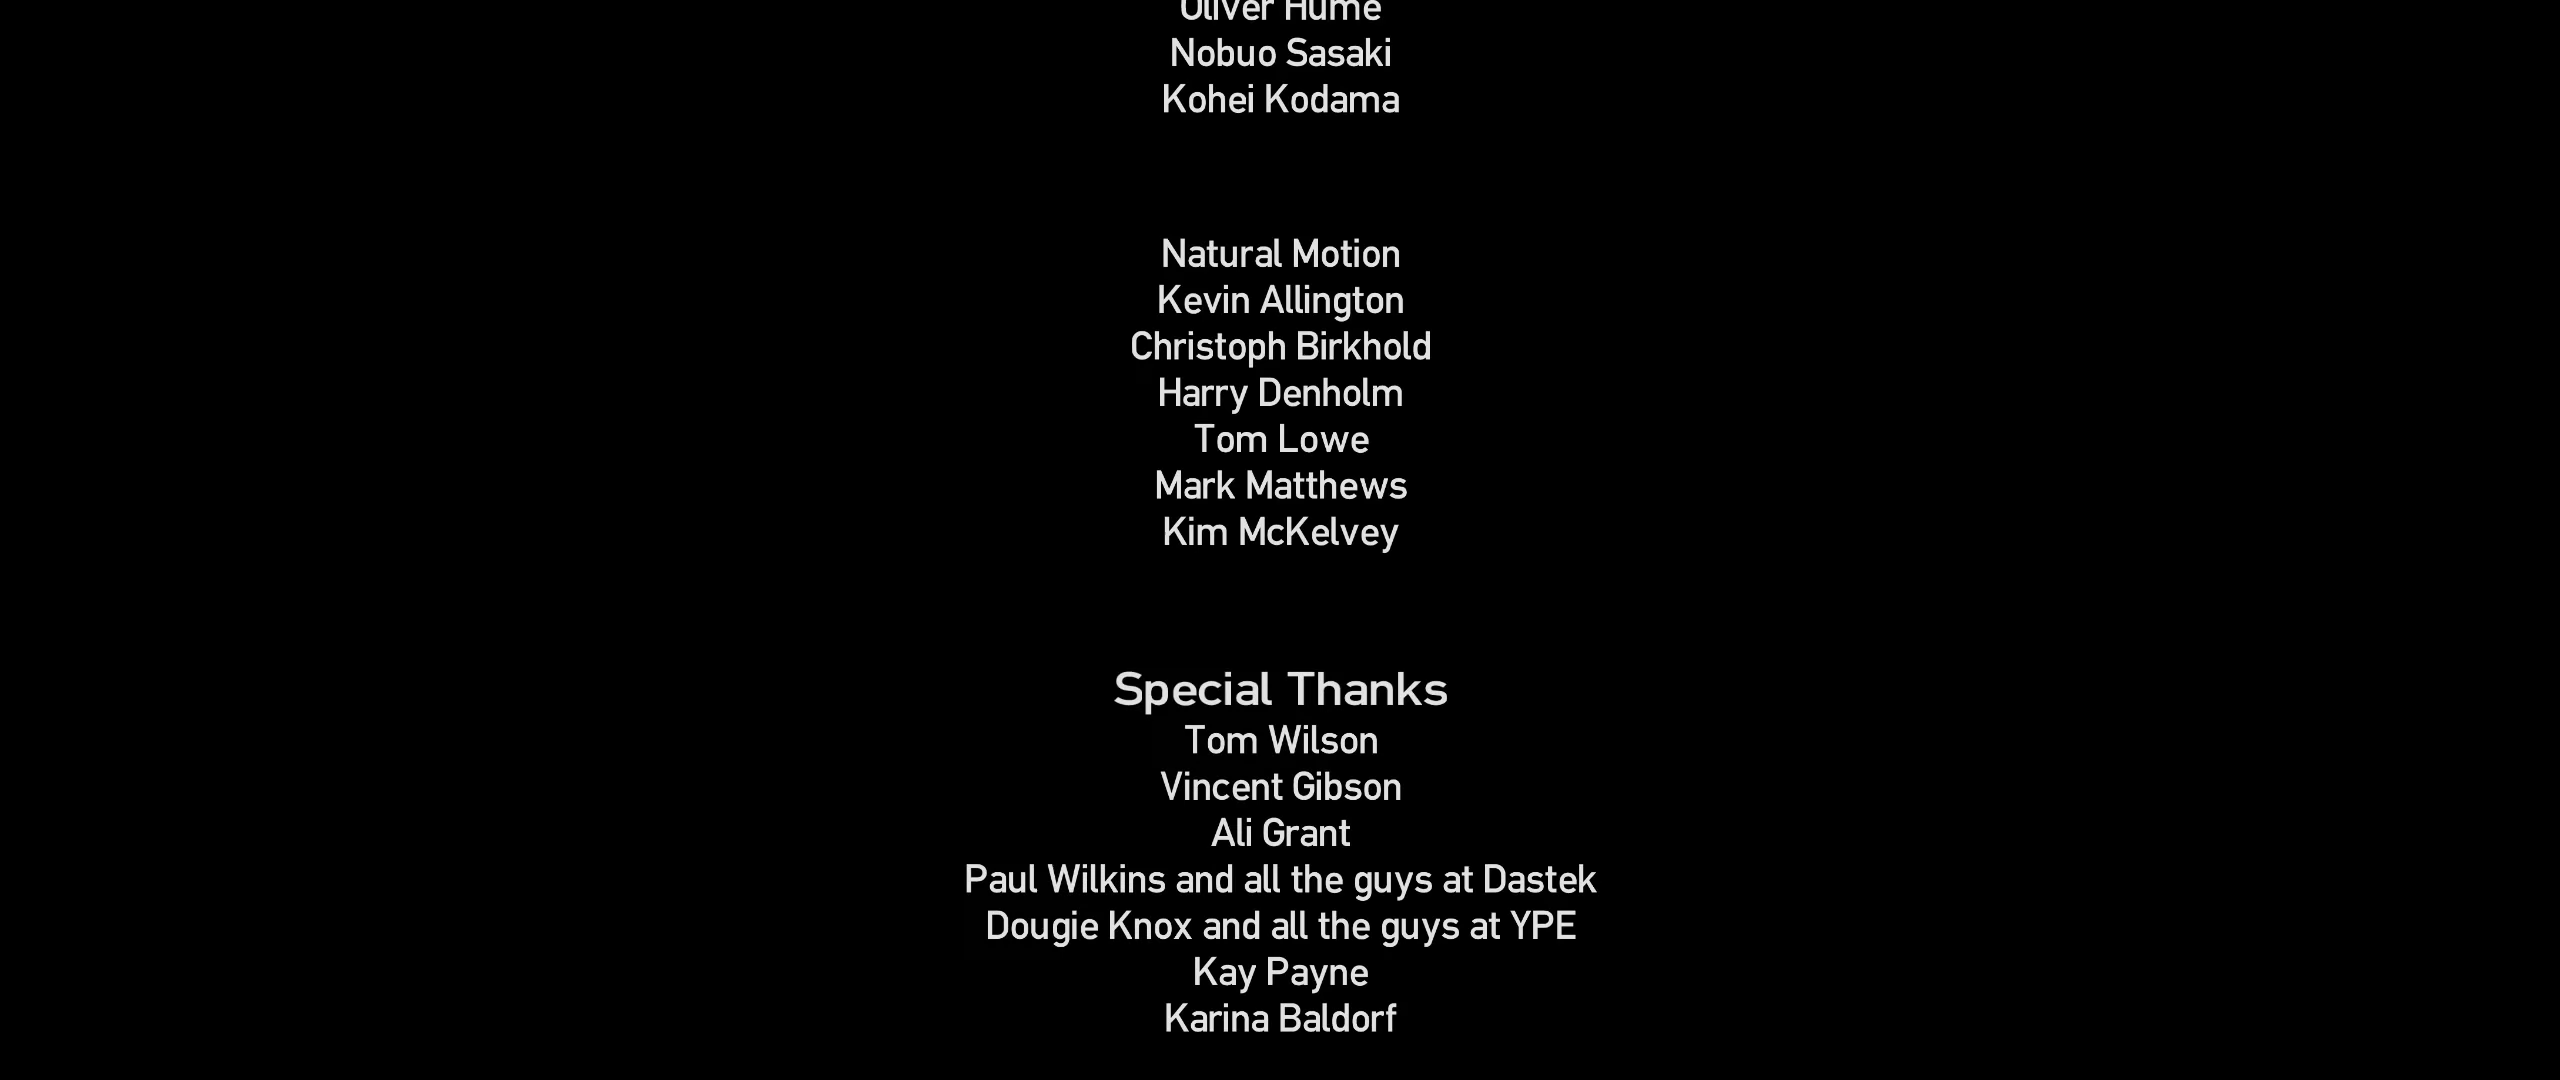 Oliver Hume
Nobuo Sasaki
Kohei Kodama
Natural Motion
Kevin Allington
Christoph Birkhold
Harry Denholm
Tom Lowe
Mark Matthews
Kim McKelvey
Special Thanks
Tom Wilson
Vincent Gibson
Ali Grant
Paul Wilkins and all the guys at Dastek
Dougie Knox and all the guys at YPE
Kay Payne
Karina Baldorf